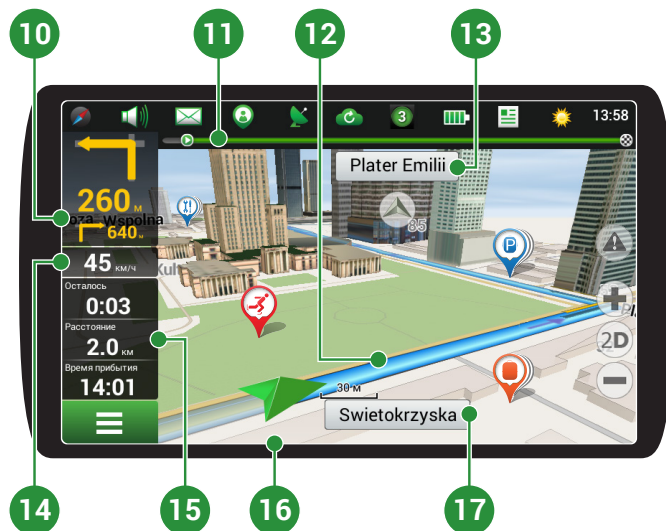 10
11
12
13
3
13:58
Plater Emilii
260 м
Wspolna
640 м
85
P
45 км/ч
Kul
Осталось
0:03
Расстояние
2.0 км
2D
Время прибытия
14:01
30 м
Swietokrzyska
14
15
16
17